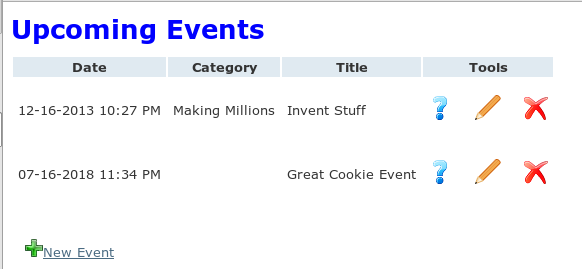 Upcoming Events
Date Category Title Tools
12-16-2013 10:27 PM Making Millions Invent Stuff
07-16-2018 11:34 PM Great Cookie Event
New Event